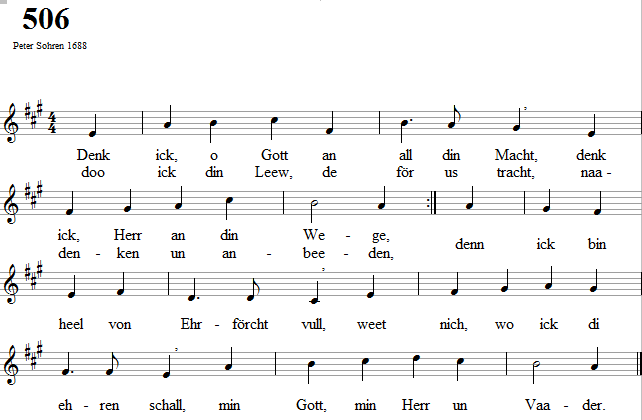 506
Peter Sohren 1688
Denk ick, o Gott an all din Macht, denk
doo ick din Leew, de för us tracht, naa -
ick, Herr an din We - ge,
den - ken un an - bee - den, denn ick bin
heel von Ehr - förcht vull, weet nich, wo ick di
eh - ren schall, min Gott, min Herr un Vaa - der.